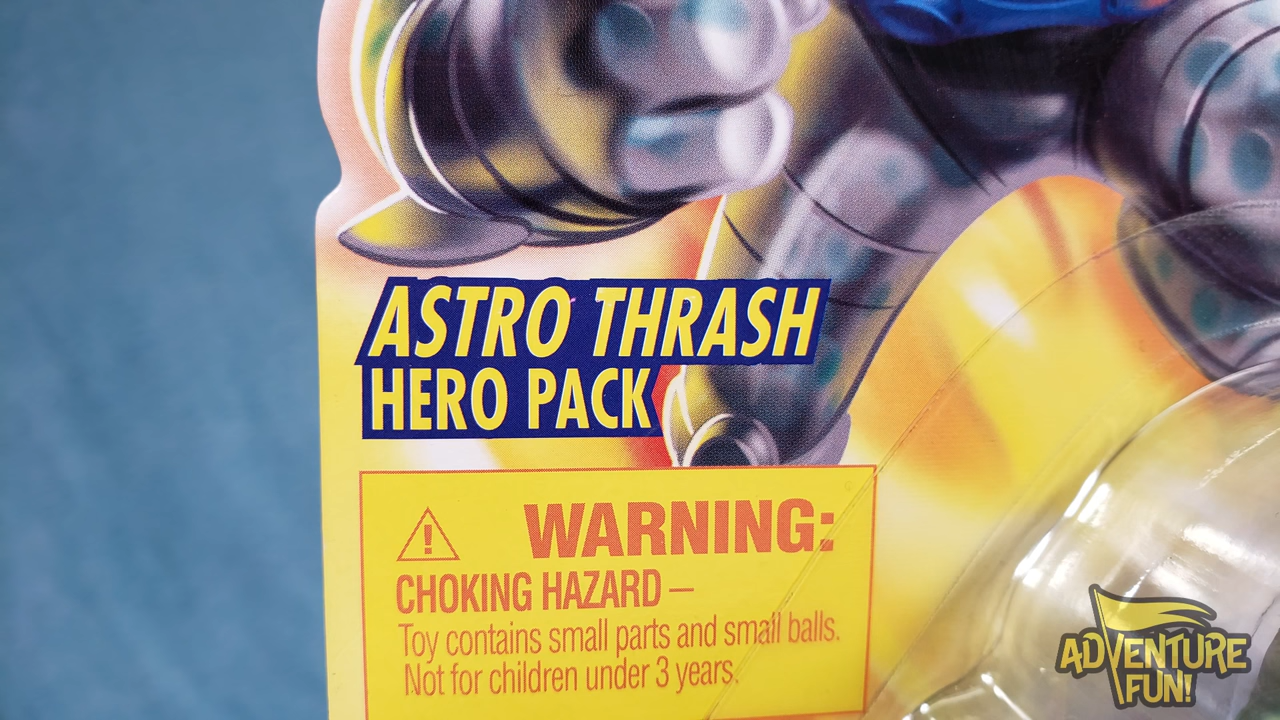 ASTRO THRASH
HERO PACK
WARNING:
CHOKING HAZARD –
Toy contains small parts and small balls.
Not for children under 3 years.
ADVENTURE
FUN!